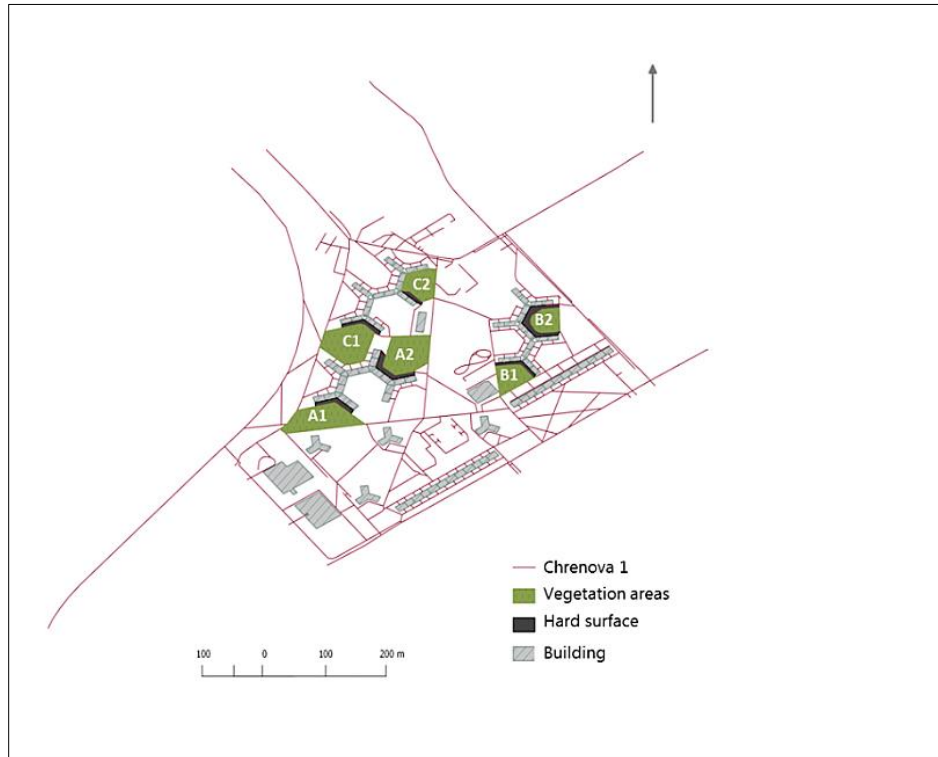 C2
B2
C1
A2
B1
A1
Chrenova 1
Vegetation areas
Hard surface
Building
100 0 100 200 m